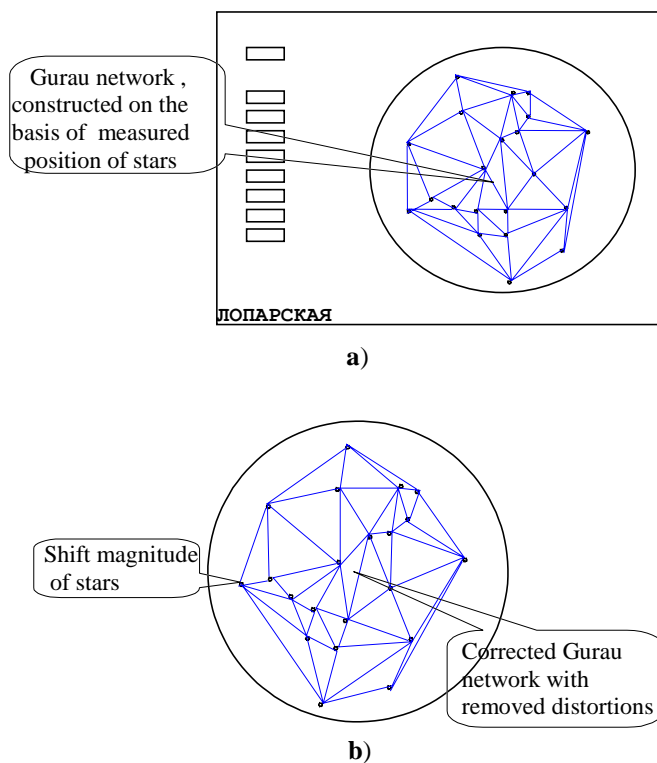 Gurau network ,
constructed on the
basis of measured
position of stars
ЛОПАРСКАЯ
a)
Shift magnitude
of stars
Corrected Gurau
network with
removed distortions
b)